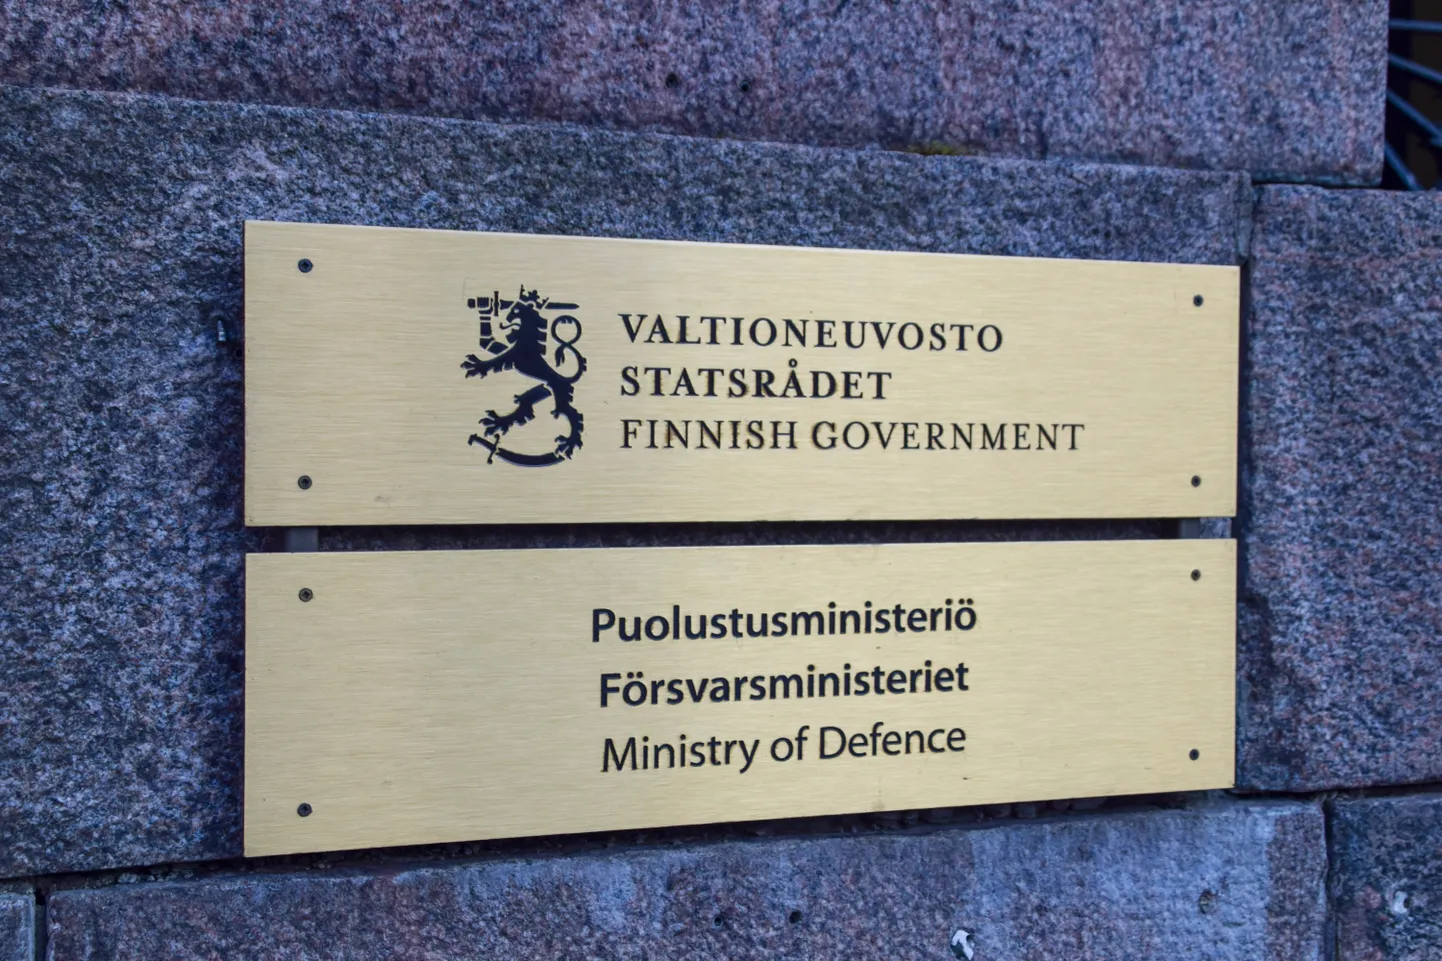 VALTIONEUVOSTO
STATSRÅDET
FINNISH GOVERNMENT
Puolustusministeriö
Försvarsministeriet
Ministry of Defence